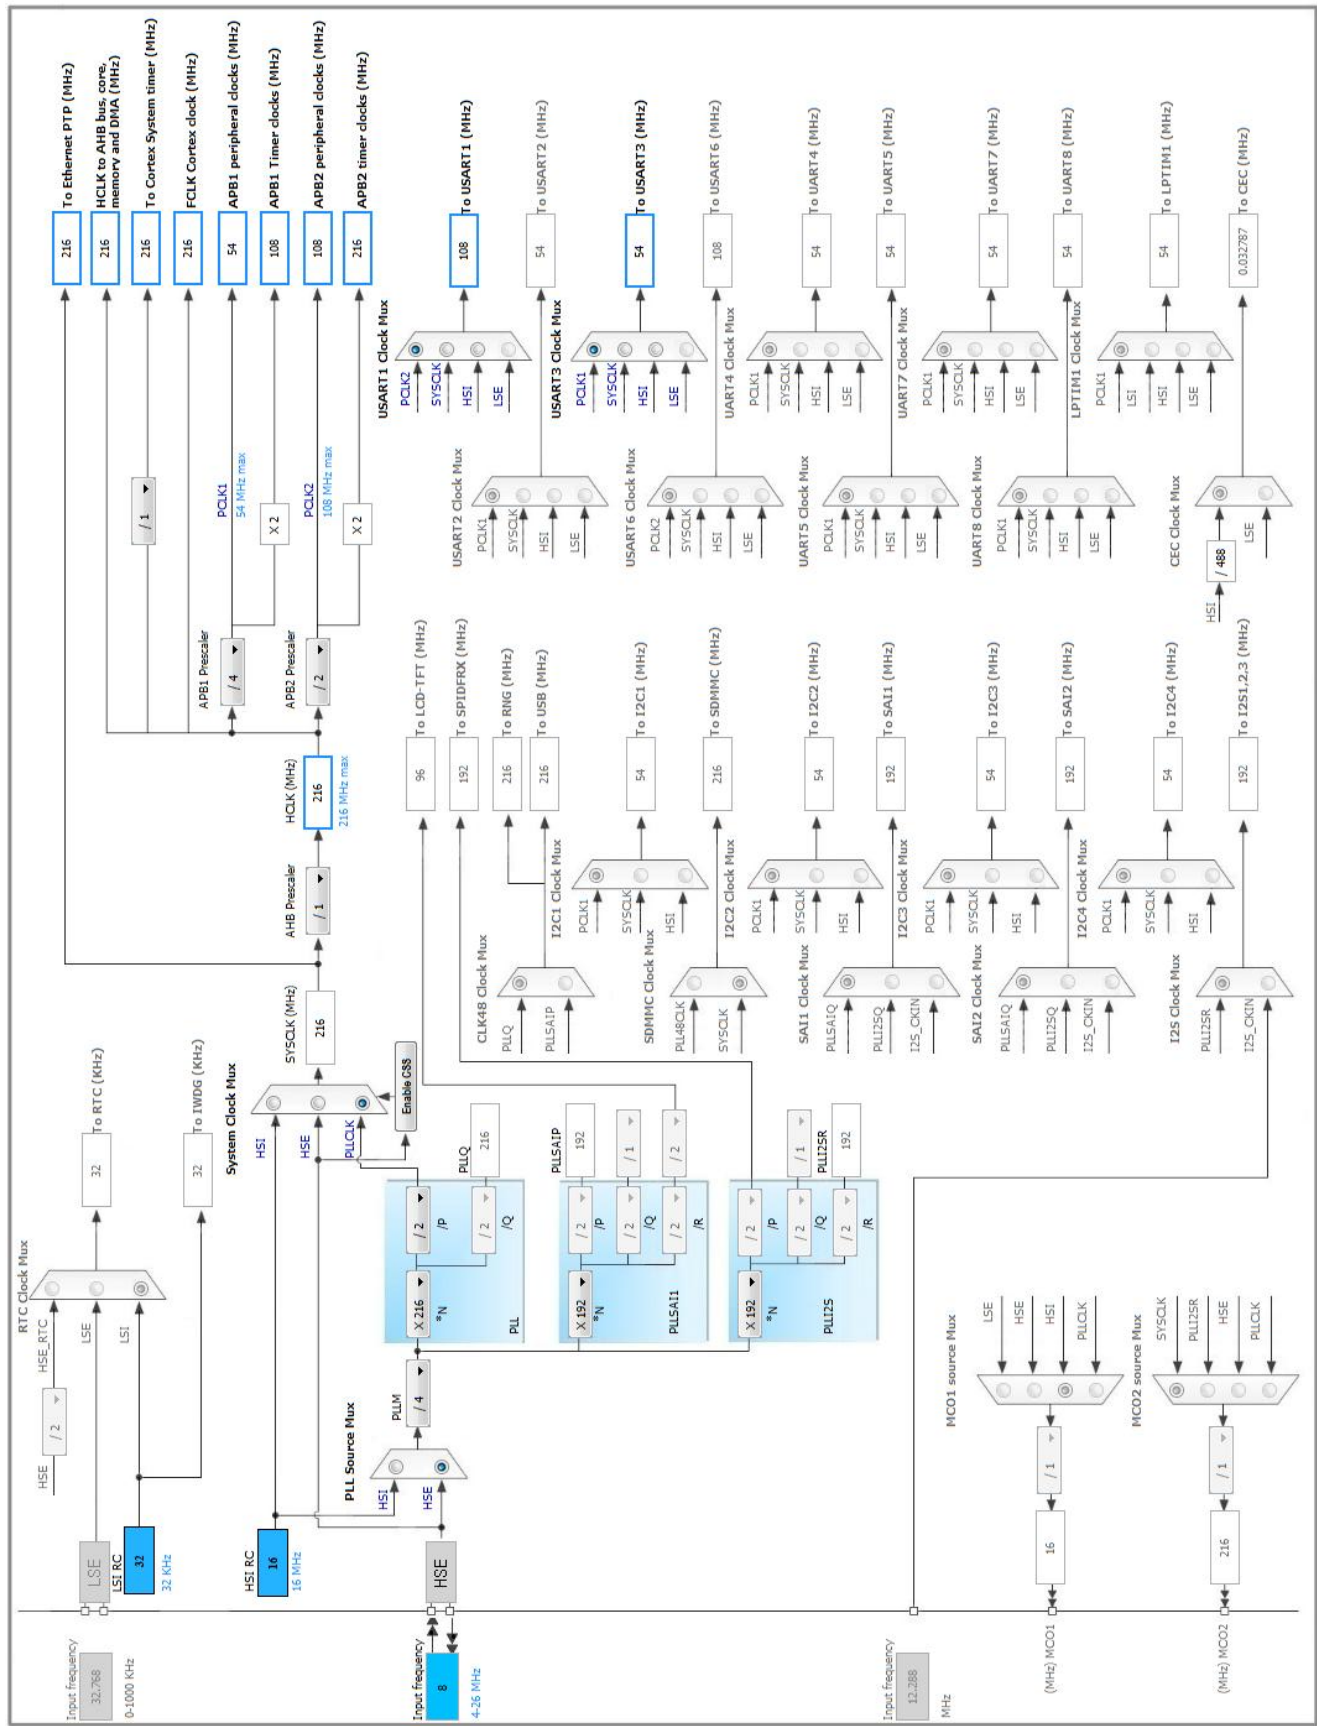 Input frequency
32.768
0-1000 KHz
LSE
LSI RC
32
32 KHz
HSE
/ 2
HSE_RTC
LSE
LSI
RTC Clock Mux
32
To RTC (KHz)
32
To IWDG (KHz)
HSI RC
16
16 MHz
Input frequency
8
4-26 MHz
HSE
PLL Source Mux
HSI
HSE
PLLM
/ 4
X 216
*N
/ 2
/P
/ 2
/Q
PLL
PLLQ
216
X 192
*N
/ 2
/P
/ 2
/Q
/ 2
/R
PLLSAI1
PLLSAIP
192
/ 1
/ 2
X 192
*N
/ 2
/P
/ 2
/Q
/ 2
/R
PLLI2S
/ 1
PLLI2SR
192
System Clock Mux
HSI
HSE
PLLCLK
Enable CSS
SYSCLK (MHz)
216
AHB Prescaler
/ 1
HCLK (MHz)
216
216 MHz max
APB1 Prescaler
/ 4
APB2 Prescaler
/ 2
/ 1
PCLK1
54 MHz max
X 2
PCLK2
108 MHz max
X 2
216
To Ethernet PTP (MHz)
216
HCLK to AHB bus, core,
memory and DMA (MHz)
216
To Cortex System timer (MHz)
216
FCLK Cortex clock (MHz)
54
APB1 peripheral clocks (MHz)
108
APB1 Timer clocks (MHz)
108
APB2 peripheral clocks (MHz)
216
APB2 timer clocks (MHz)
96
To LCD-TFT (MHz)
192
To SPIDFRX (MHz)
CLK48 Clock Mux
PLLQ
PLLSAIP
216
To RNG (MHz)
216
To USB (MHz)
I2C1 Clock Mux
PCLK1
SYSCLK
HSI
54
To I2C1 (MHz)
SDMMC Clock Mux
PLL48CLK
SYSCLK
216
To SDMMC (MHz)
I2C2 Clock Mux
PCLK1
SYSCLK
HSI
54
To I2C2 (MHz)
SAI1 Clock Mux
PLLSAIQ
PLLI2SQ
I2S_CKIN
192
To SAI1 (MHz)
I2C3 Clock Mux
PCLK1
SYSCLK
HSI
54
To I2C3 (MHz)
SAI2 Clock Mux
PLLSAIQ
PLLI2SQ
I2S_CKIN
192
To SAI2 (MHz)
I2C4 Clock Mux
PCLK1
SYSCLK
HSI
54
To I2C4 (MHz)
I2S Clock Mux
PLLI2SR
I2S_CKIN
192
To I2S1,2,3 (MHz)
USART1 Clock Mux
PCLK2
SYSCLK
HSI
LSE
108
To USART1 (MHz)
USART2 Clock Mux
PCLK1
SYSCLK
HSI
LSE
54
To USART2 (MHz)
USART3 Clock Mux
PCLK1
SYSCLK
HSI
LSE
54
To USART3 (MHz)
USART6 Clock Mux
PCLK2
SYSCLK
HSI
LSE
108
To USART6 (MHz)
UART4 Clock Mux
PCLK1
SYSCLK
HSI
LSE
54
To UART4 (MHz)
UART5 Clock Mux
PCLK1
SYSCLK
HSI
LSE
54
To UART5 (MHz)
UART7 Clock Mux
PCLK1
SYSCLK
HSI
LSE
54
To UART7 (MHz)
UART8 Clock Mux
PCLK1
SYSCLK
HSI
LSE
54
To UART8 (MHz)
LPTIM1 Clock Mux
PCLK1
LSI
HSI
LSE
54
To LPTIM1 (MHz)
CEC Clock Mux
HSI
/ 488
LSE
0.032787
To CEC (MHz)
Input frequency
12.288
MHz
MCO1 source Mux
LSE
HSE
HSI
PLLCLK
/ 1
16
(MHz) MCO1
MCO2 source Mux
SYSCLK
PLLI2SR
HSE
PLLCLK
/ 1
216
(MHz) MCO2